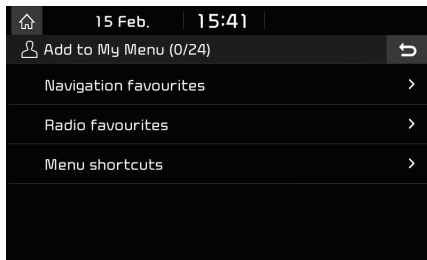 15 Feb. 15:41
Add to My Menu (0/24)
Navigation favourites
Radio favourites
Menu shortcuts